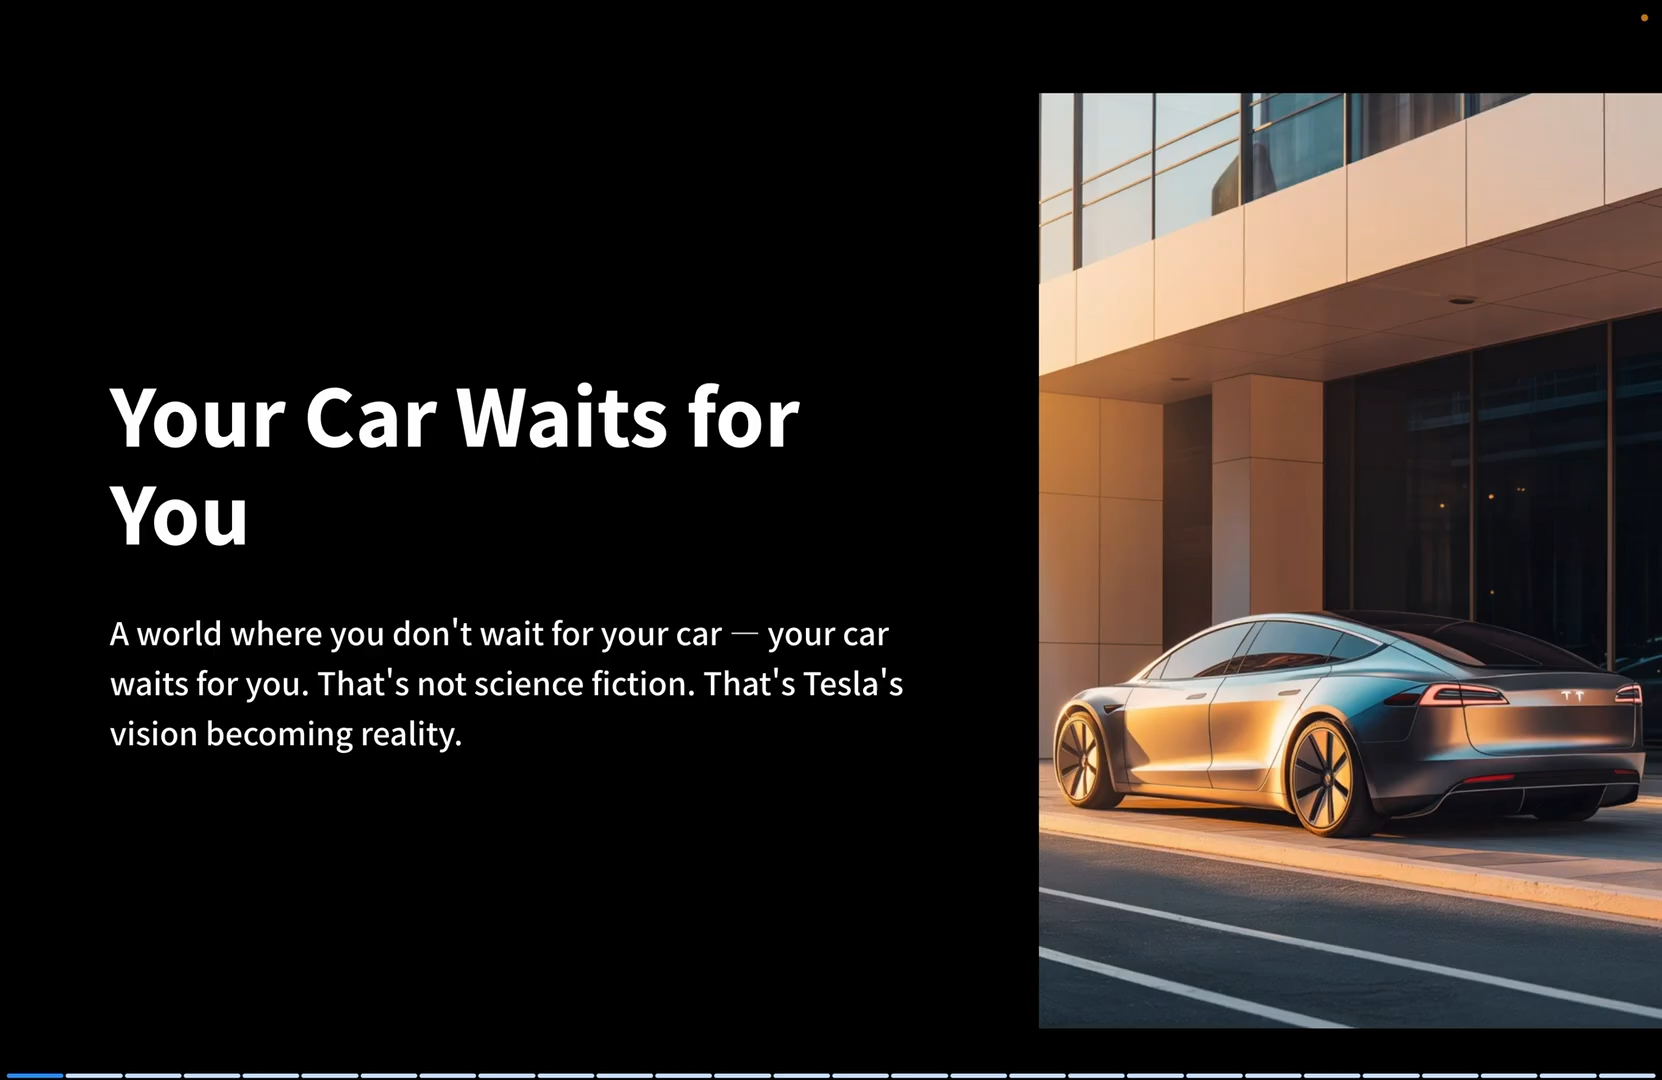 Your Car Waits for
You
A world where you don't wait for your car — your car
waits for you. That's not science fiction. That's Tesla's
vision becoming reality.